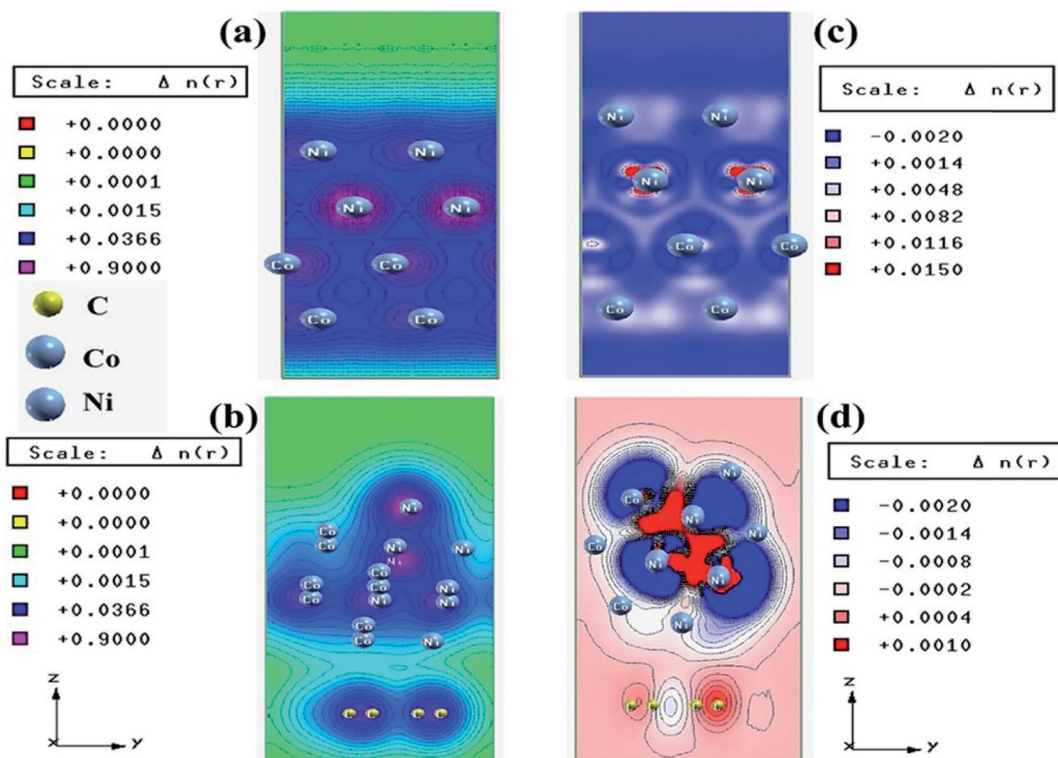 (a)
Scale: Δ n(r)
+0.0000
+0.0000
+0.0001
+0.0015
+0.0366
+0.9000
C
Co
Ni
Ni Ni
Ni Ni
Co Co
Co Co
(c)
Scale: Δ n(r)
-0.0020
+0.0014
+0.0048
+0.0082
+0.0116
+0.0150
Ni Ni
Ni Ni
Co Co
Co Co
(b)
Scale: Δ n(r)
+0.0000
+0.0000
+0.0001
+0.0015
+0.0366
+0.9000
Z
X Y
Ni
Co
Co Ni Ni
Ni
Co
Co Co Ni
Co Ni Ni
Co
Co Ni
(d)
Scale: Δ n(r)
-0.0020
-0.0014
-0.0008
-0.0002
+0.0004
+0.0010
Z
X Y
Ni
Co
Ni
Ni
Co
Ni
Ni
Co
Ni